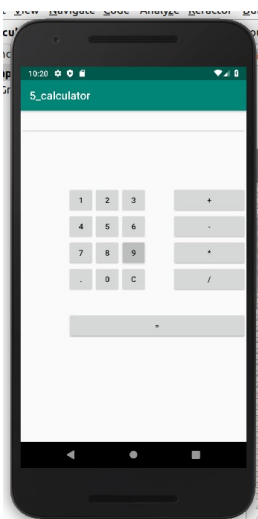 View Navigate Code Analyze Refactor
10:20
5_calculator
1 2 3 +
4 5 6 -
7 8 9 *
. 0 C /
=